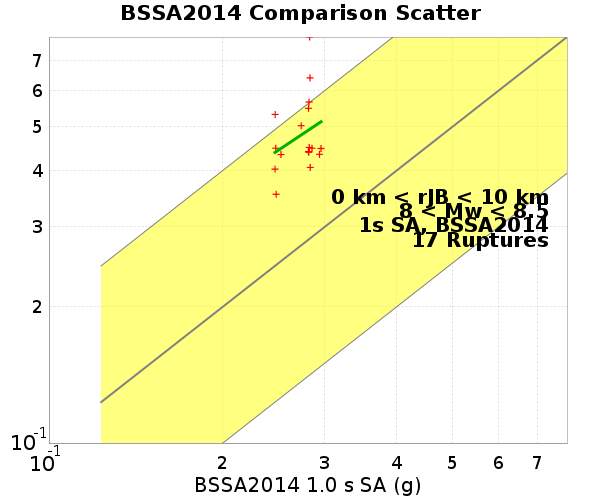 BSSA2014 Comparison Scatter
7
6
5
4
3
2
10-1
10-1
2
3
4
5
6
7
0 km < rJB < 10 km
8 < Mw < 8.5
1s SA, BSSA2014
17 Ruptures
BSSA2014 1.0 s SA (g)